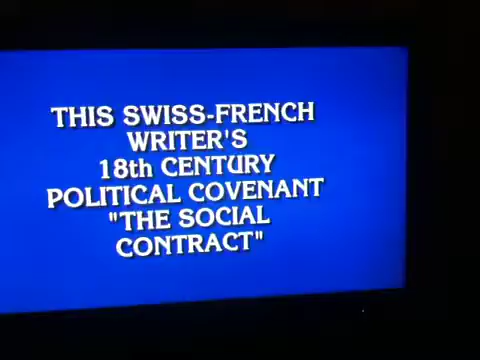 THIS SWISS-FRENCH
WRITER'S
18th CENTURY
POLITICAL COVENANT
"THE SOCIAL
CONTRACT"